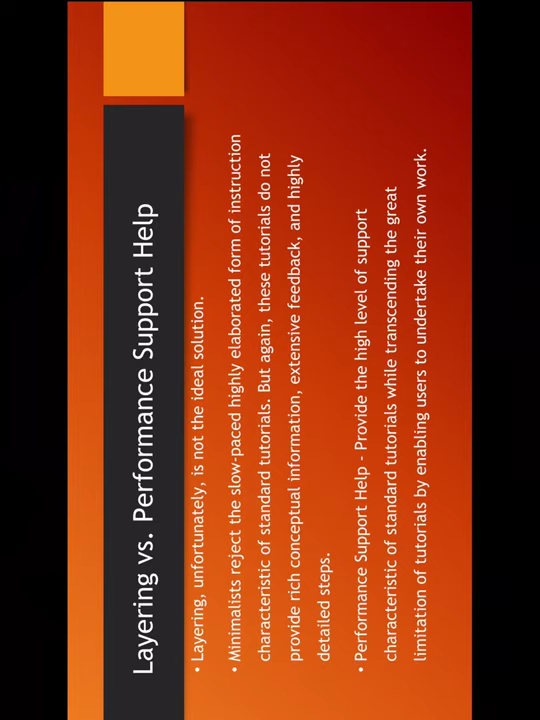 Layering vs. Performance Support Help
• Layering, unfortunately, is not the ideal solution.
• Minimalists reject the slow-paced highly elaborated form of instruction
characteristic of standard tutorials. But again, these tutorials do not
provide rich conceptual information, extensive feedback, and highly
detailed steps.
• Performance Support Help - Provide the high level of support
characteristic of standard tutorials while transcending the great
limitation of tutorials by enabling users to undertake their own work.